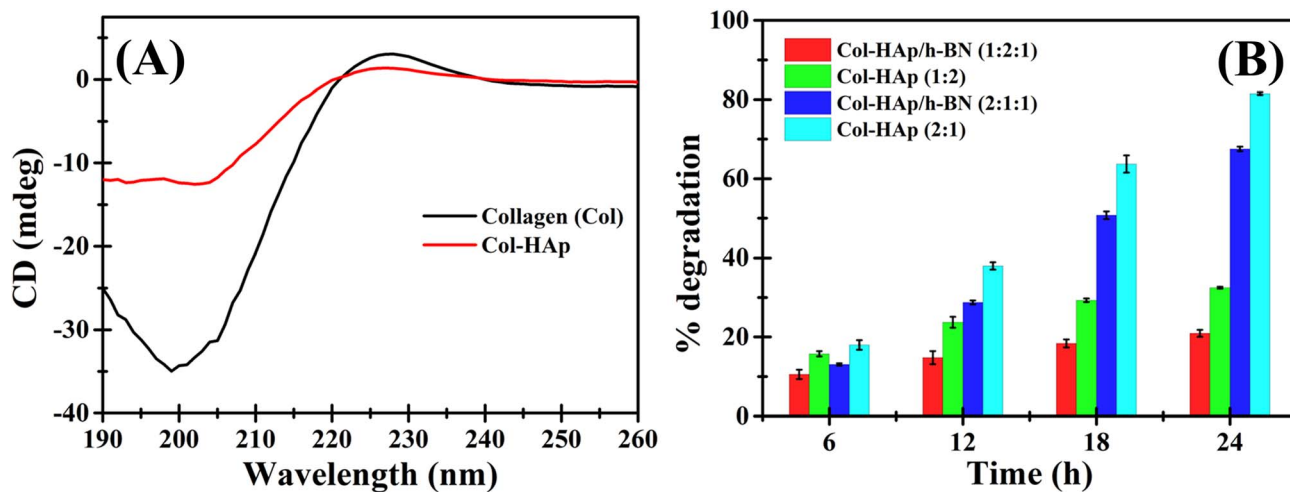 (A)
CD (mdeg)
0
-10
-20
-30
-40
Collagen (Col)
Col-HAp
190
200
210
220
230
240
250
260
Wavelength (nm)
(B)
% degradation
100
80
60
40
20
0
Col-HAp/h-BN (1:2:1)
Col-HAp (1:2)
Col-HAp/h-BN (2:1:1)
Col-HAp (2:1)
6
12
18
24
Time (h)